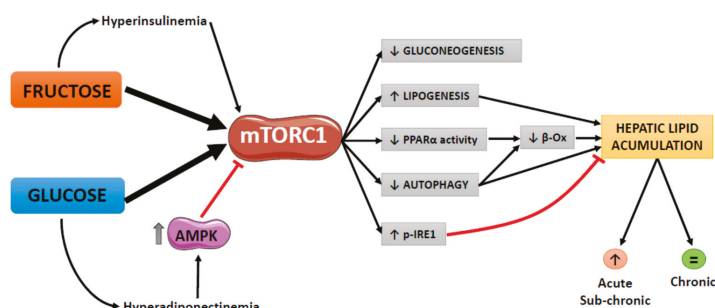 Hyperinsulinemia
FRUCTOSE
GLUCOSE
mTORC1
↑ AMPK
Hyperadiponectinemia
↓ GLUCONEOGENESIS
↑ LIPOGENESIS
↓ PPARα activity
↓ β-Ox
↓ AUTOPHAGY
↑ p-IRE1
HEPATIC LIPID
ACUMULATION
↑
Acute
Sub-chronic
=
Chronic